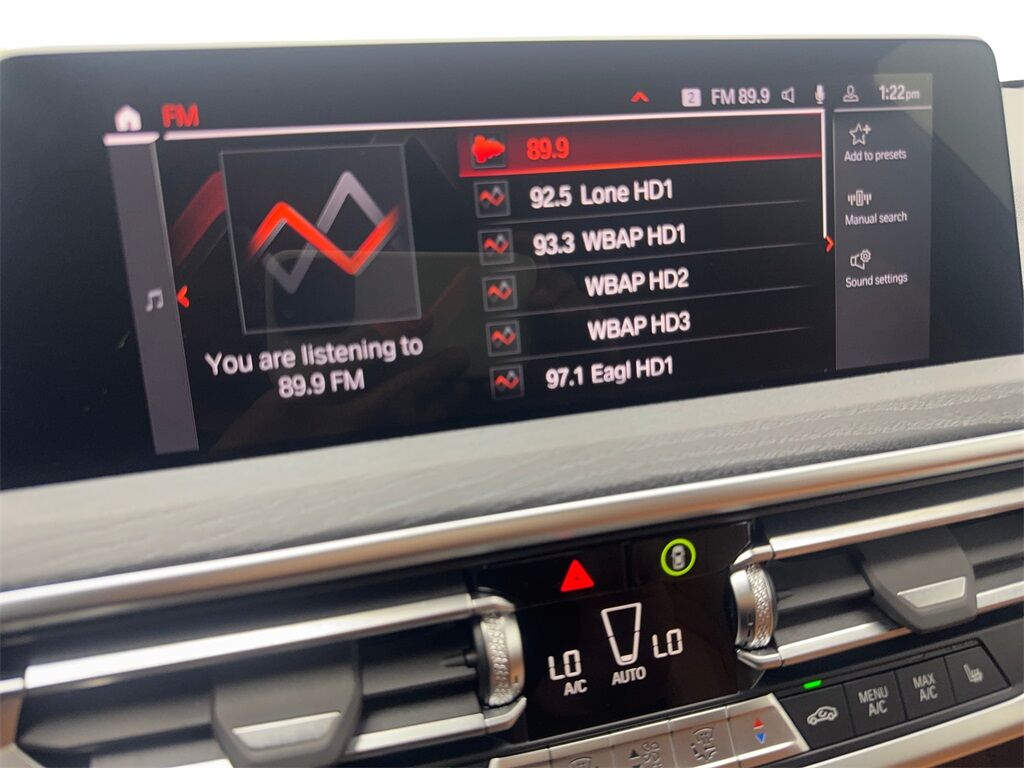 FM
2 FM 89.9 1:22pm
89.9
92.5 Lone HD1
93.3 WBAP HD1
WBAP HD2
WBAP HD3
97.1 Eagl HD1
You are listening to
89.9 FM
Add to presets
Manual search
Sound settings
LO
A/C
AUTO
LO
MENU
A/C
MAX
A/C